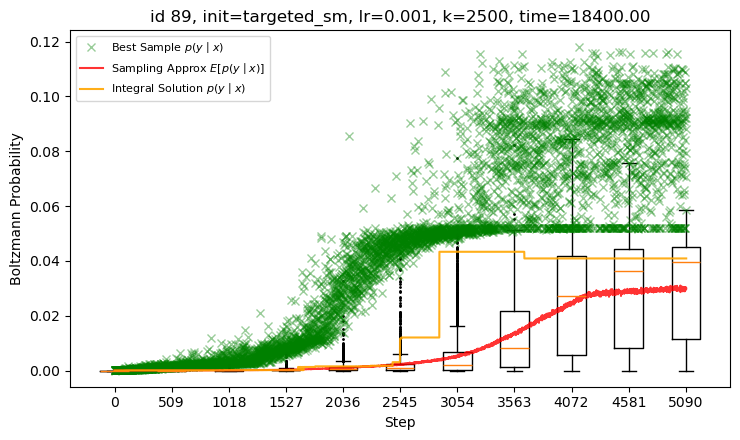 id 89, init=targeted_sm, lr=0.001, k=2500, time=18400.00
Best Sample p(y | x)
Sampling Approx E[p(y | x)]
Integral Solution p(y | x)
Boltzmann Probability
0.12
0.10
0.08
0.06
0.04
0.02
0.00
0 509 1018 1527 2036 2545 3054 3563 4072 4581 5090
Step